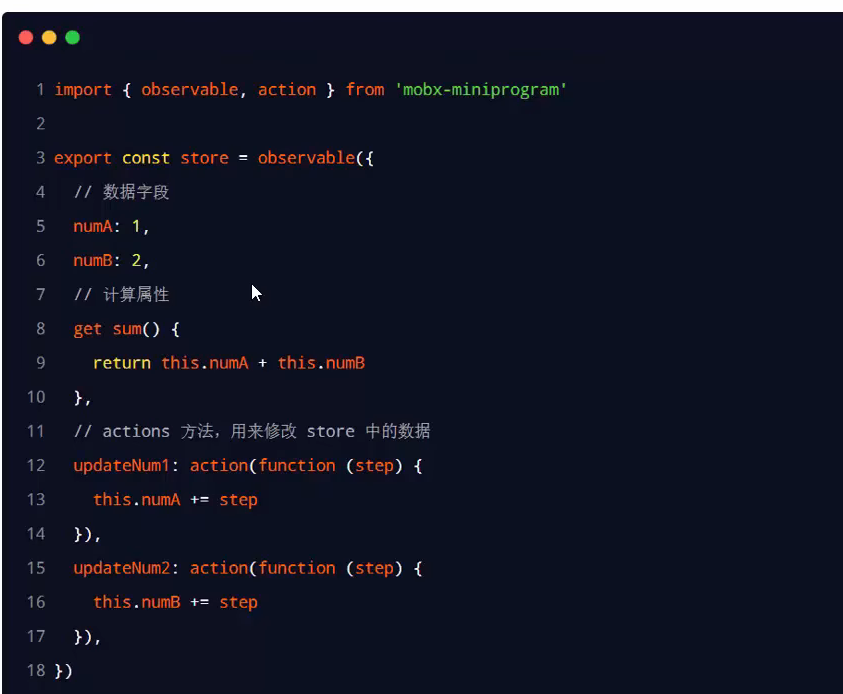 1 import { observable, action } from 'mobx-miniprogram'
2
3 export const store = observable({
4   // 数据字段
5   numA: 1,
6   numB: 2,
7   // 计算属性
8   get sum() {
9     return this.numA + this.numB
10   },
11   // actions 方法，用来修改 store 中的数据
12   updateNum1: action(function (step) {
13     this.numA += step
14   }),
15   updateNum2: action(function (step) {
16     this.numB += step
17   }),
18 })